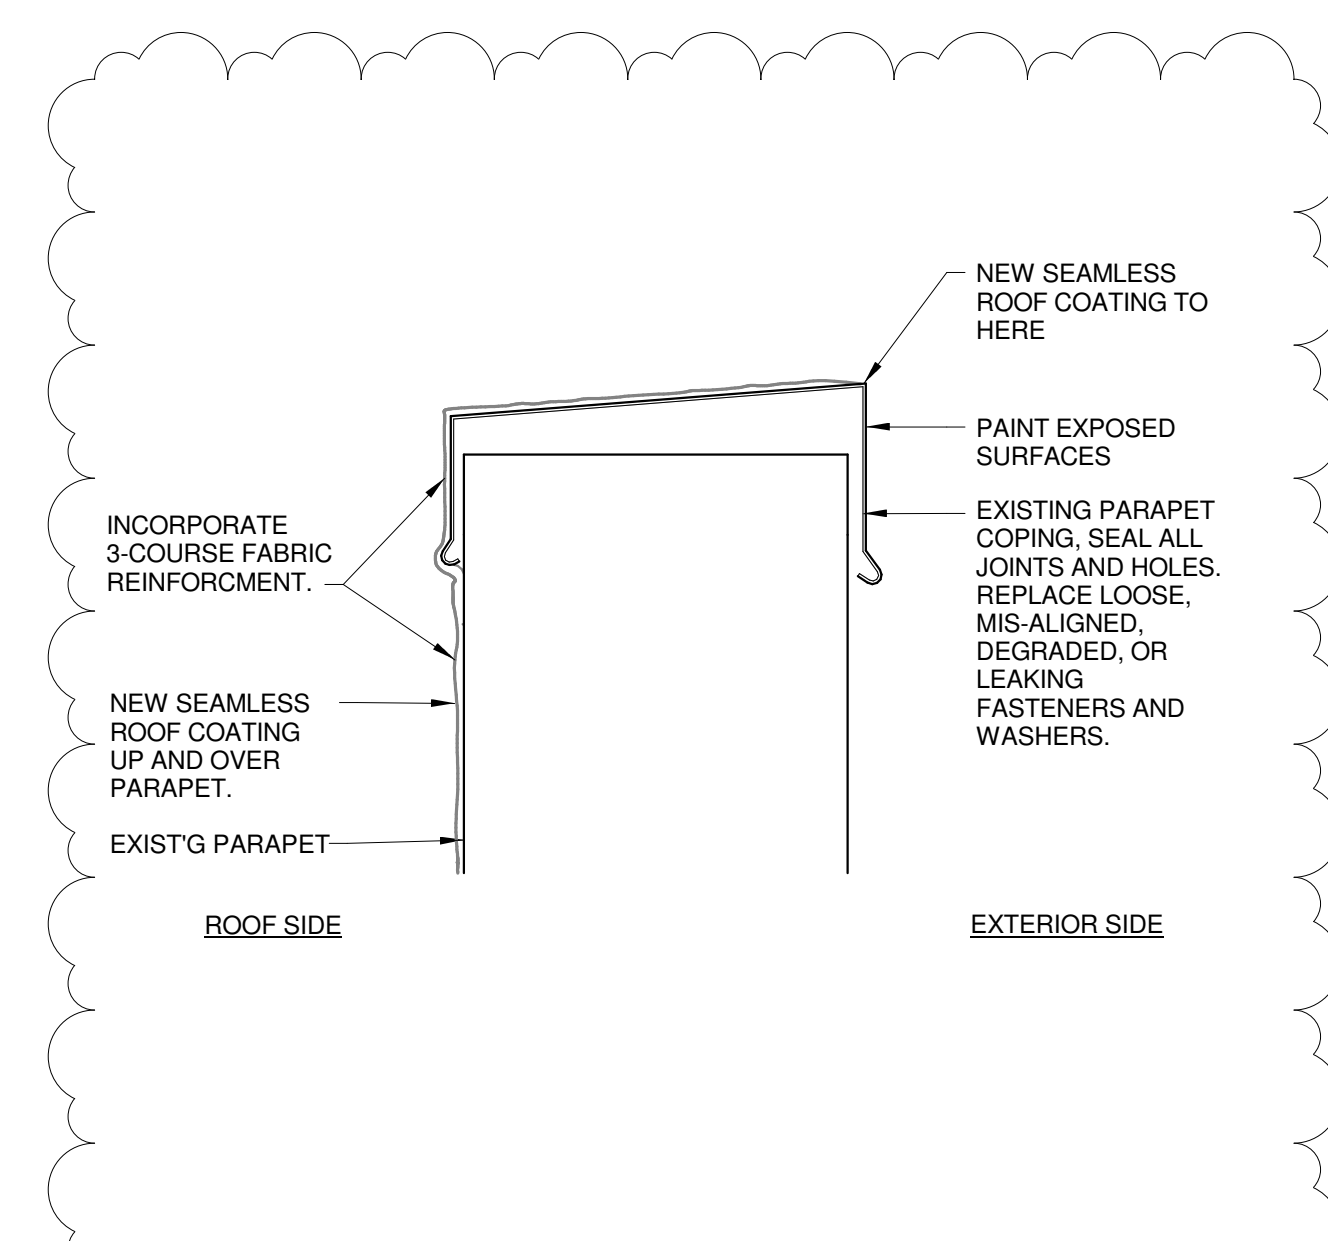 NEW SEAMLESS
ROOF COATING TO
HERE
PAINT EXPOSED
SURFACES
EXISTING PARAPET
COPING, SEAL ALL
JOINTS AND HOLES.
REPLACE LOOSE,
MIS-ALIGNED,
DEGRADED, OR
LEAKING
FASTENERS AND
WASHERS.
INCORPORATE
3-COURSE FABRIC
REINFORCMENT.
NEW SEAMLESS
ROOF COATING
UP AND OVER
PARAPET.
EXIST'G PARAPET
ROOF SIDE
EXTERIOR SIDE